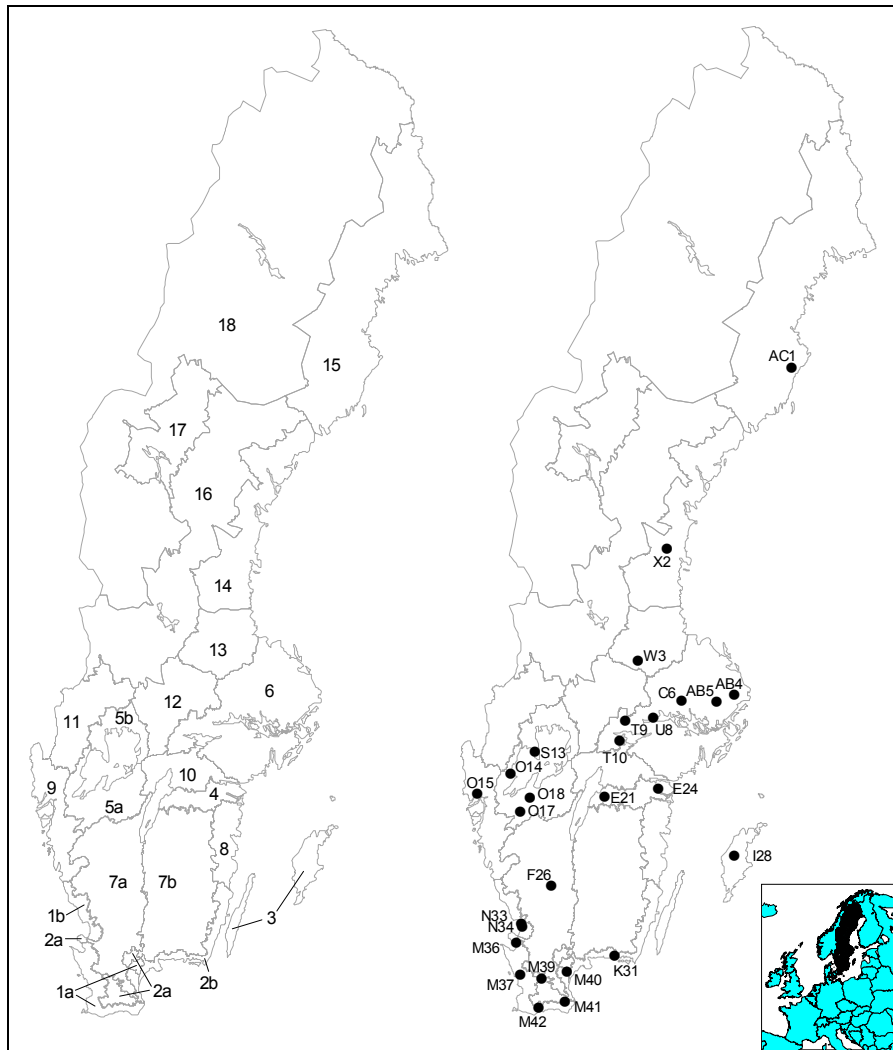 18
15
17
16
14
13
6
12
11
5b
10
9
4
5a
8
7a
7b
1b
3
2a
2b
1a
2a
AC1
X2
W3
C6
AB5
AB4
T9
U8
S13
T10
O14
O15
O18
E21
E24
O17
I28
F26
N33
N34
M36
K31
M39
M40
M37
M41
M42